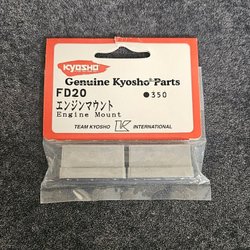 KYOSHO
Genuine Kyosho® Parts
FD20 ●350
エンジンマウント
Engine Mount
TEAM KYOSHO K INTERNATIONAL